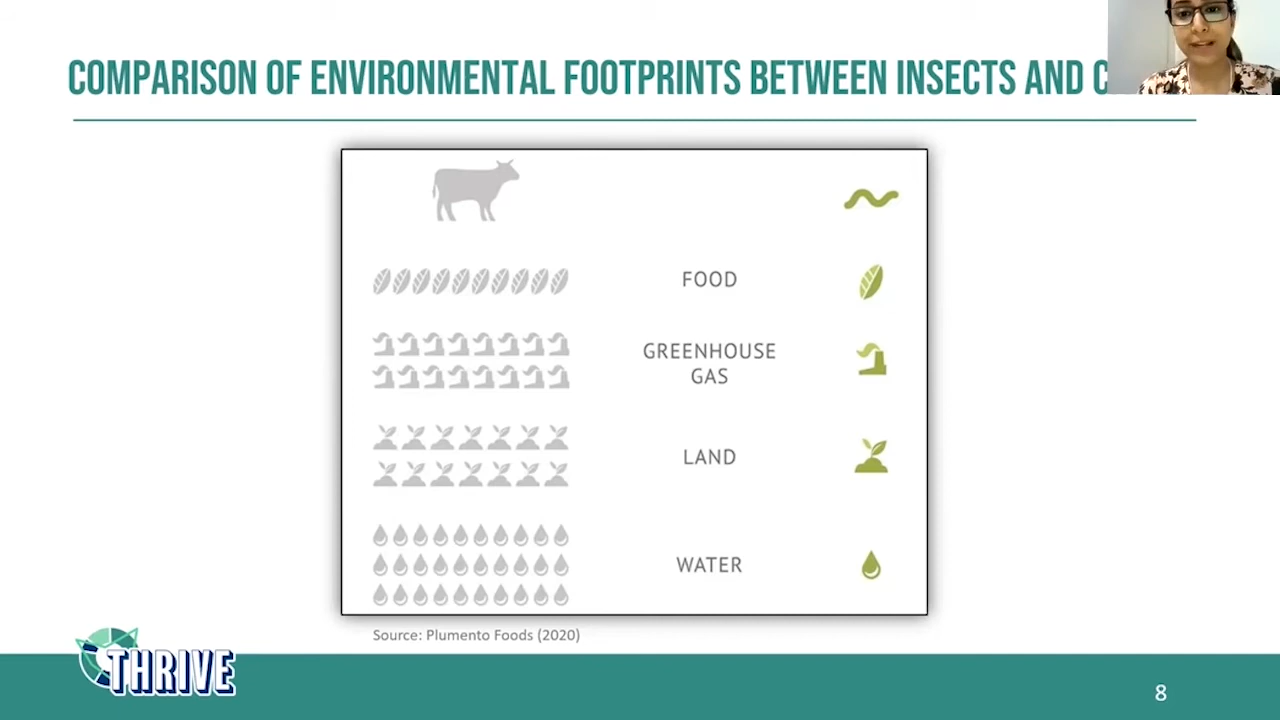 COMPARISON OF ENVIRONMENTAL FOOTPRINTS BETWEEN INSECTS AND
FOOD
GREENHOUSE
GAS
LAND
WATER
Source: Plumento Foods (2020)
THRIVE
8